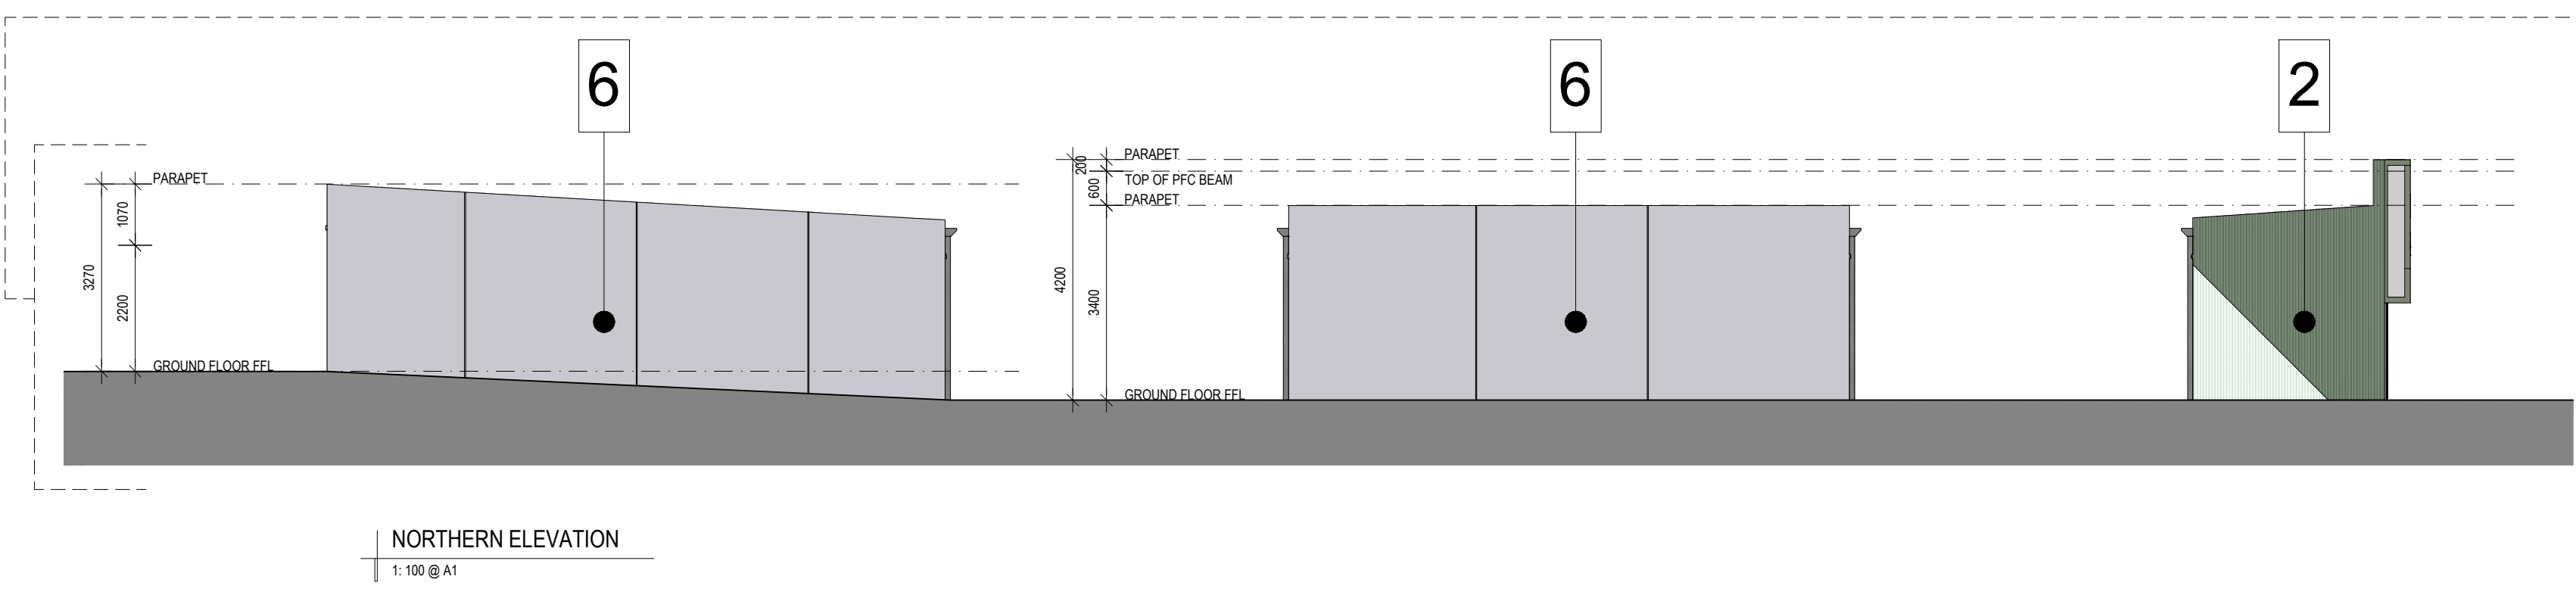 6
6
2
PARAPET
1070
3270
2200
GROUND FLOOR FFL
PARAPET
200
TOP OF PFC BEAM
600
PARAPET
4200
3400
GROUND FLOOR FFL
NORTHERN ELEVATION
1: 100 @ A1